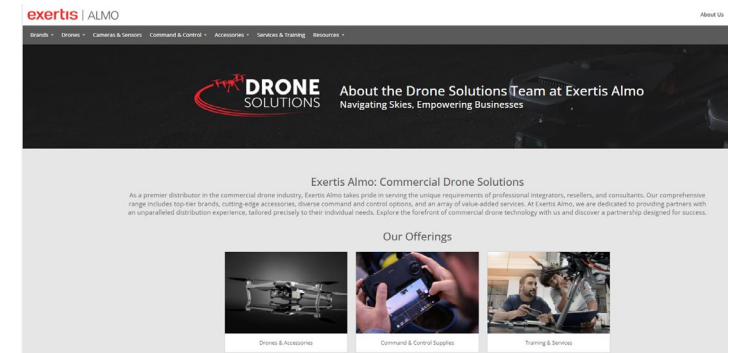 exertis | ALMO
About Us
Brands Drones Cameras & Sensors Command & Control Accessories Services & Training Resources
DRONE
SOLUTIONS
About the Drone Solutions Team at Exertis Almo
Navigating Skies, Empowering Businesses
Exertis Almo: Commercial Drone Solutions
As a premier distributor in the commercial drone industry, Exertis Almo takes pride in serving the unique requirements of professional integrators, resellers, and consultants. Our comprehensive
range includes top-tier brands, cutting-edge accessories, diverse command and control options, and an array of value-added services. At Exertis Almo, we are dedicated to providing partners with
an unparalleled distribution experience, tailored precisely to their individual needs. Explore the forefront of commercial drone technology with us and discover a partnership designed for success.
Our Offerings
Drones & Accessories
Command & Control Supplies
Training & Services